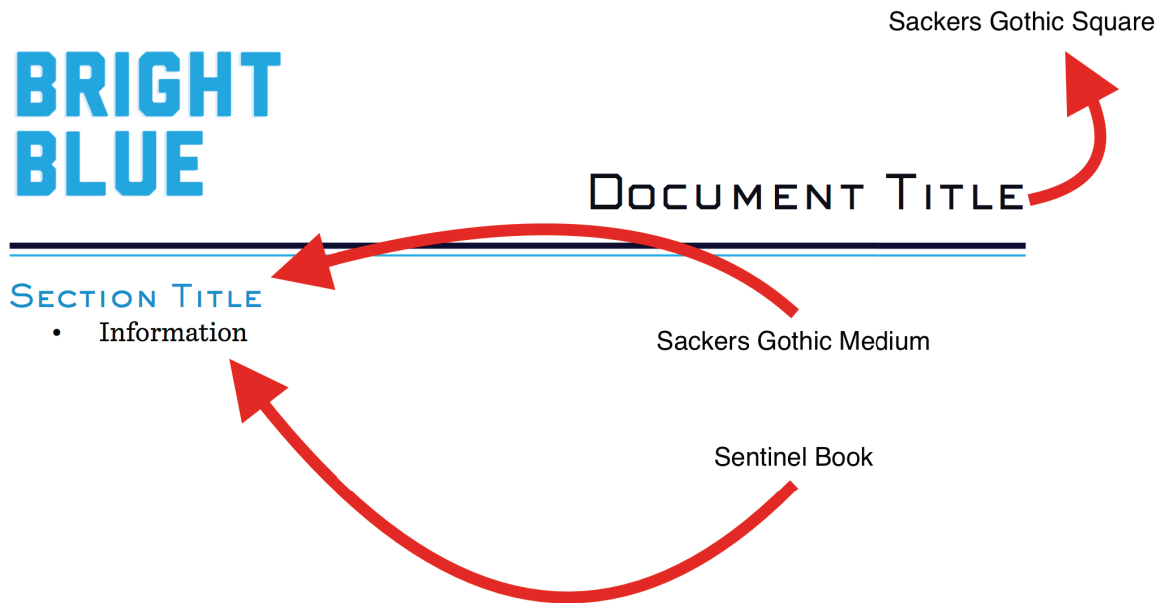 Sackers Gothic Square
BRIGHT
BLUE
DOCUMENT TITLE
SECTION TITLE
• Information
Sackers Gothic Medium
Sentinel Book